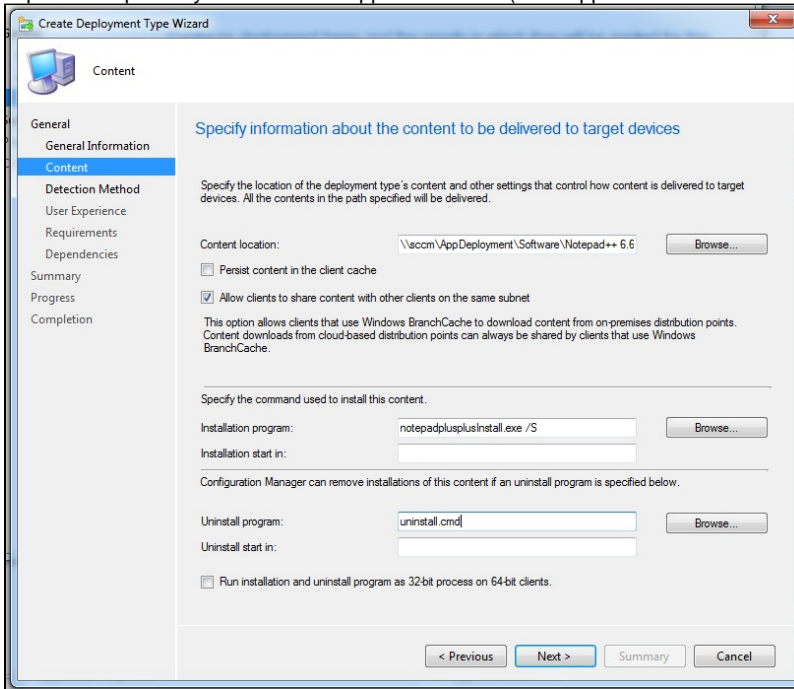 Create Deployment Type Wizard
Content
General
General Information
Content
Detection Method
User Experience
Requirements
Dependencies
Summary
Progress
Completion
Specify information about the content to be delivered to target devices
Specify the location of the deployment type's content and other settings that control how content is delivered to target
devices. All the contents in the path specified will be delivered.
Content location:
\\sccm\AppDeployment\Software\Notepad++ 6.6
Browse...
Persist content in the client cache
Allow clients to share content with other clients on the same subnet
This option allows clients that use Windows BranchCache to download content from on-premises distribution points.
Content downloads from cloud-based distribution points can always be shared by clients that use Windows
BranchCache.
Specify the command used to install this content.
Installation program:
notepadplusplusInstall.exe /S
Browse...
Installation start in:
Configuration Manager can remove installations of this content if an uninstall program is specified below.
Uninstall program:
uninstall.cmd
Browse...
Uninstall start in:
Run installation and uninstall program as 32-bit process on 64-bit clients.
< Previous
Next >
Summary
Cancel